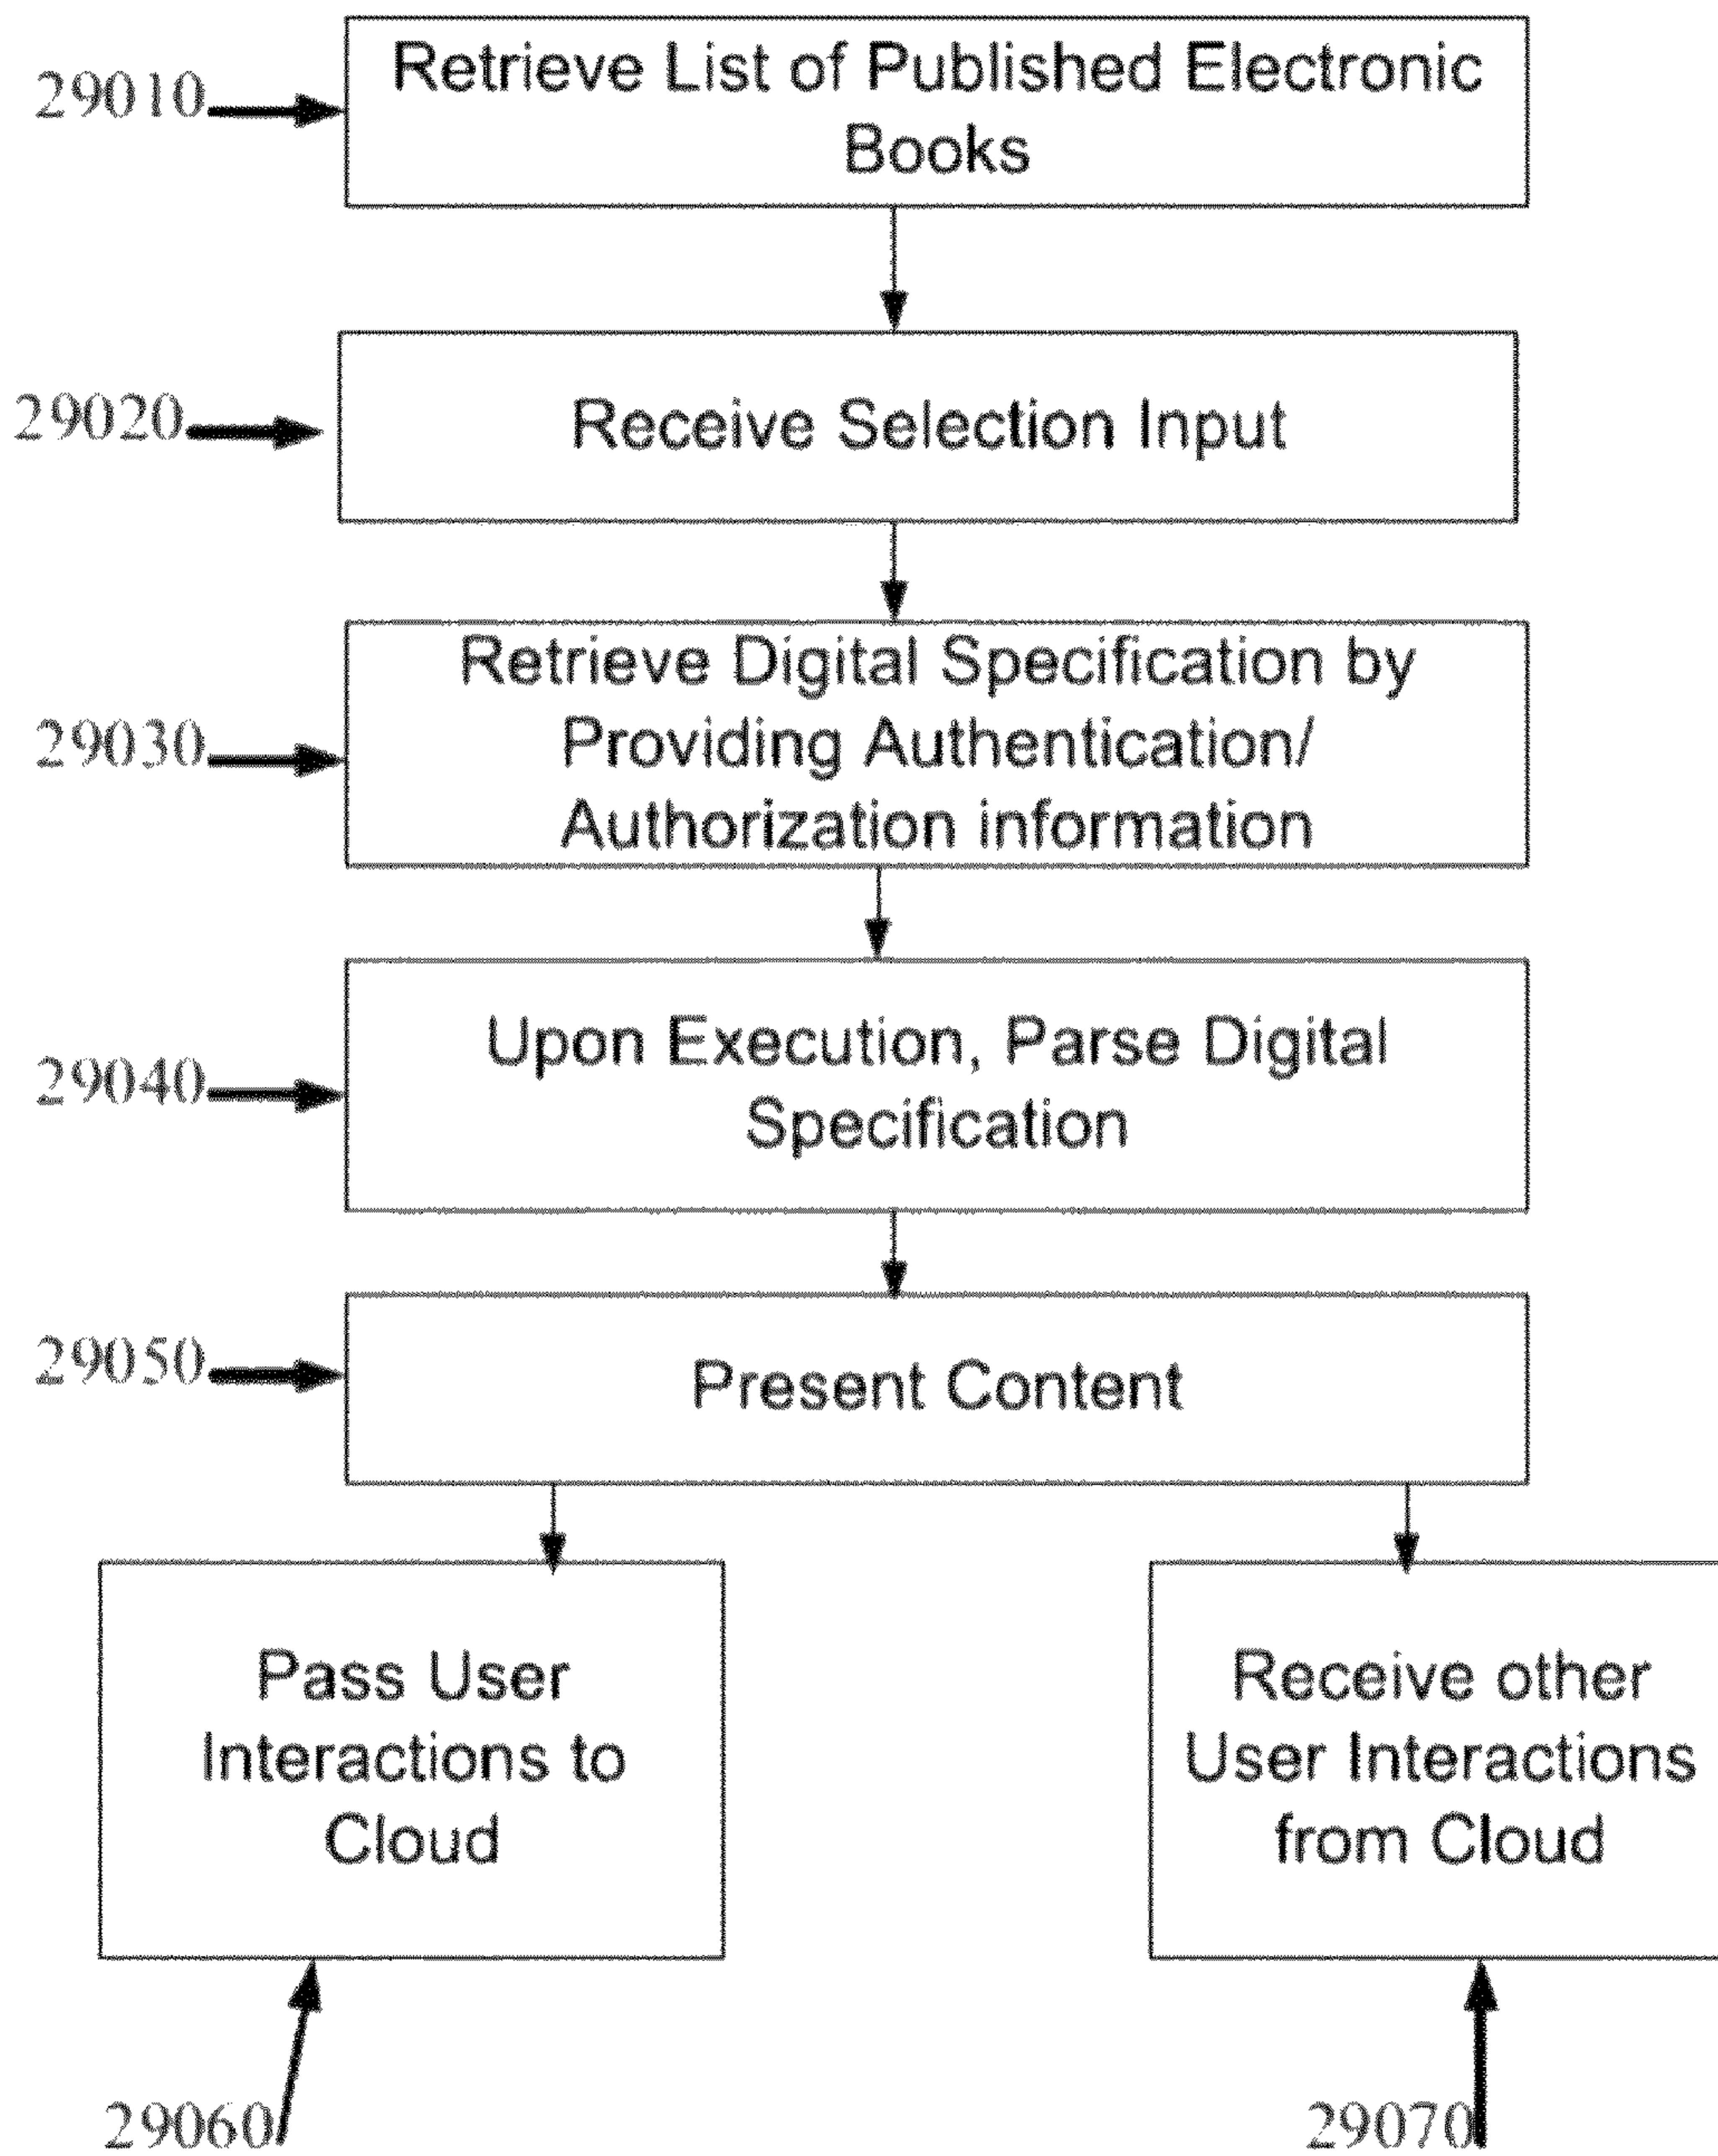 29010
Retrieve List of Published Electronic
Books
29020
Receive Selection Input
29030
Retrieve Digital Specification by
Providing Authentication/
Authorization information
29040
Upon Execution, Parse Digital
Specification
29050
Present Content
Pass User
Interactions to
Cloud
Receive other
User Interactions
from Cloud
29060
29070